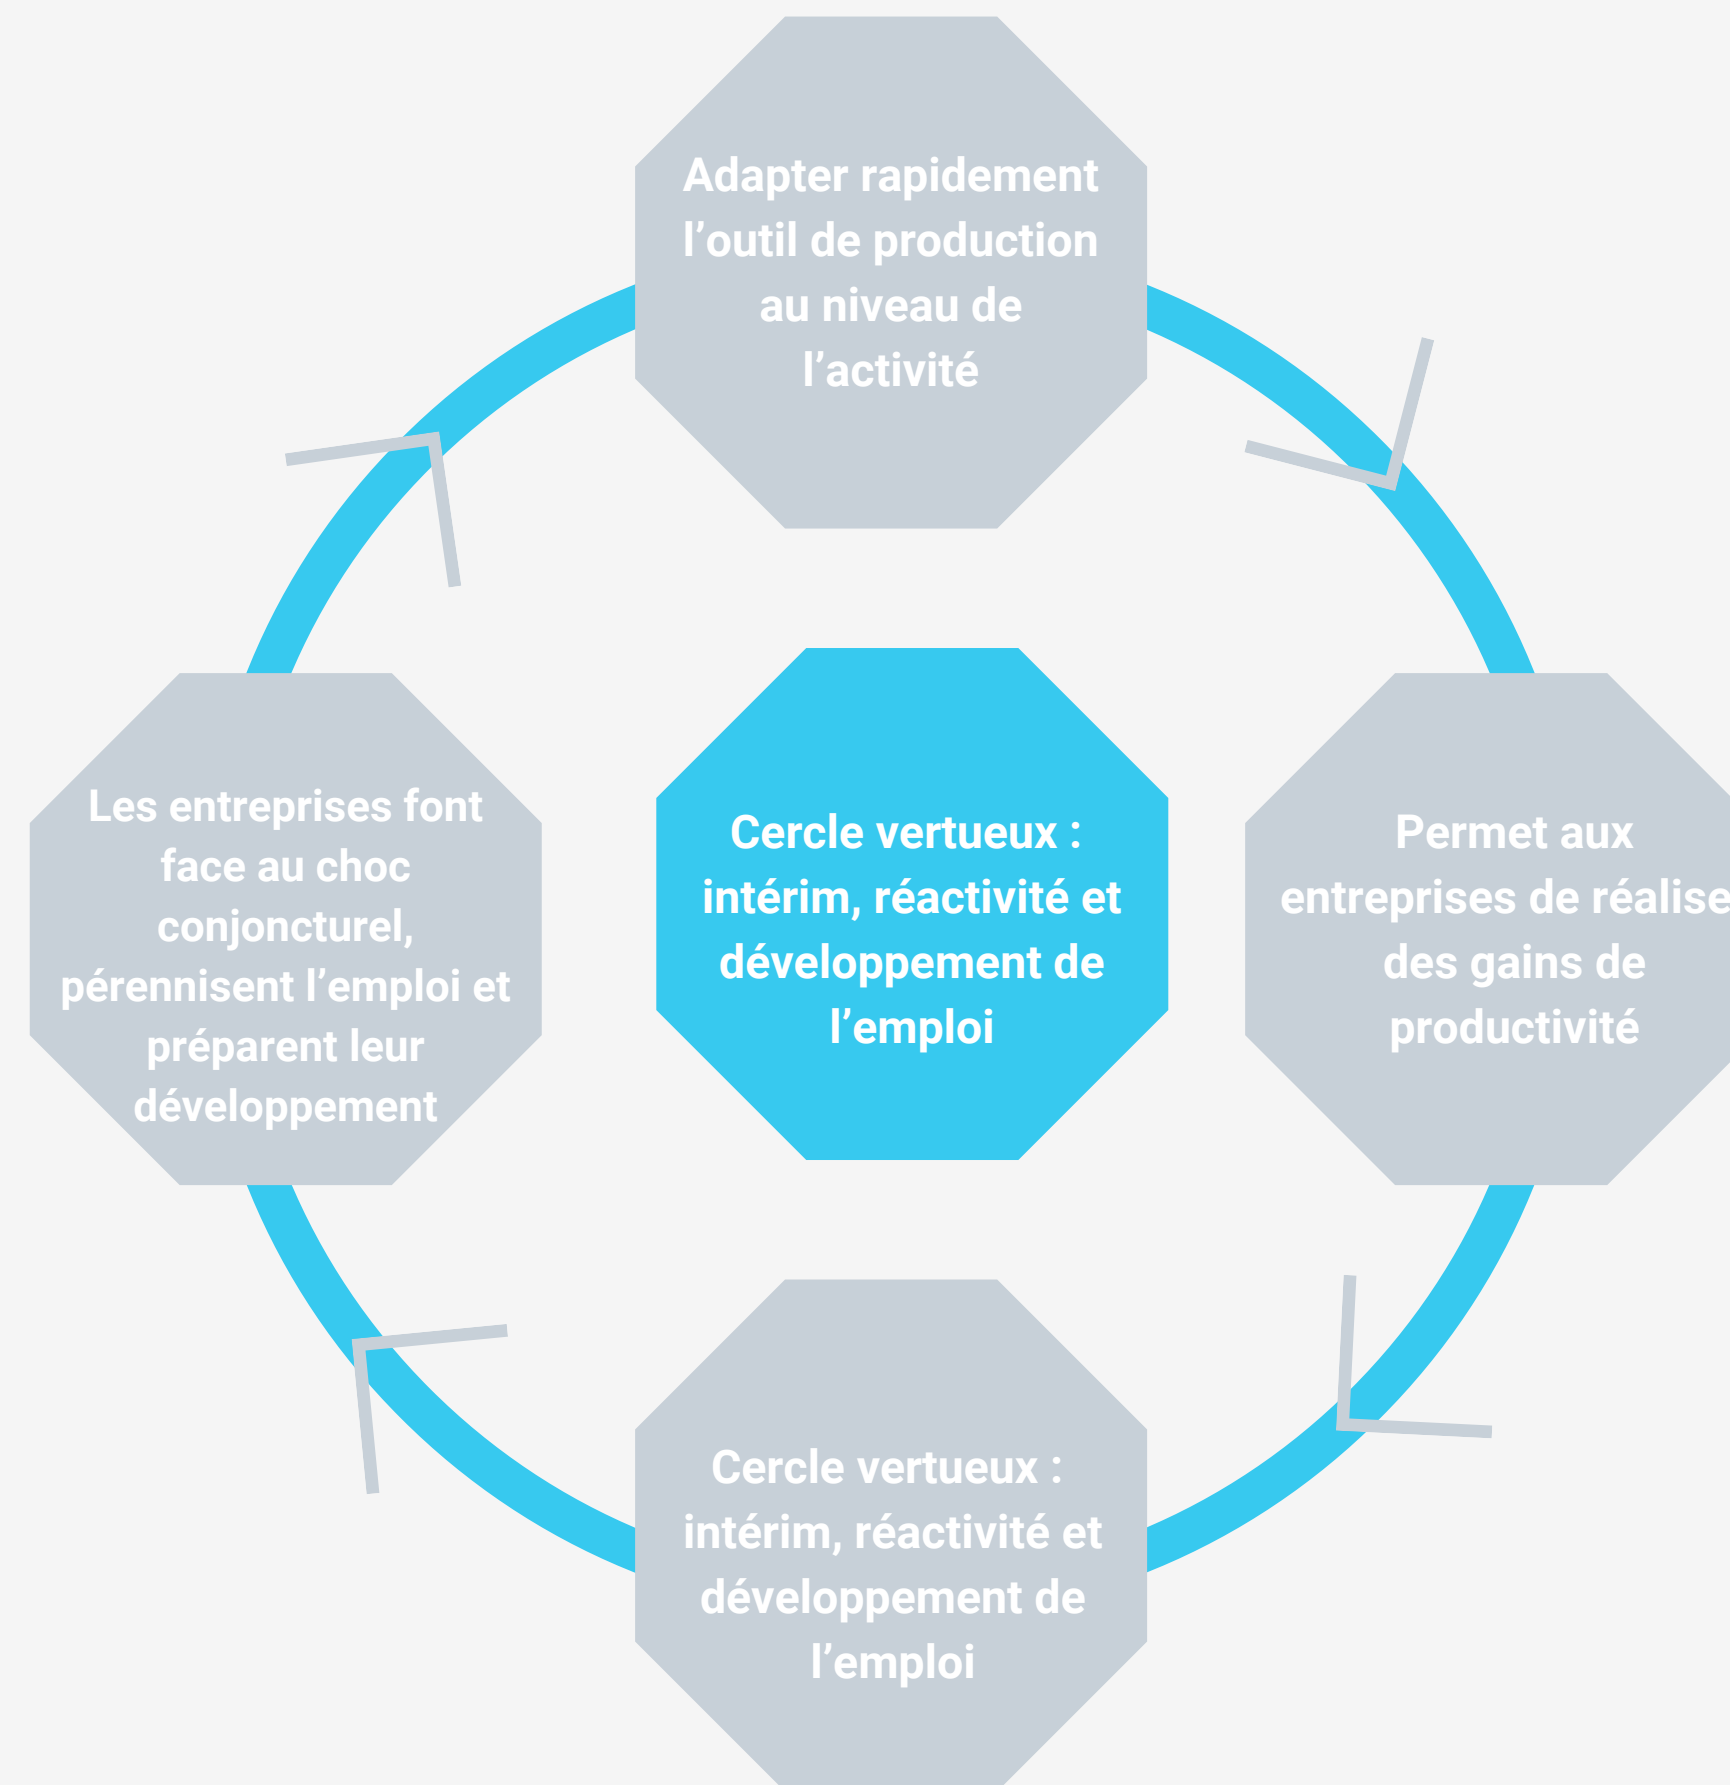 Adapter rapidement
l’outil de production
au niveau de
l’activité
Les entreprises font
face au choc
conjoncturel,
pérennisent l’emploi et
préparent leur
développement
Cercle vertueux :
intérim, réactivité et
développement de
l’emploi
Permet aux
entreprises de réalise
des gains de
productivité
Cercle vertueux :
intérim, réactivité et
développement de
l’emploi